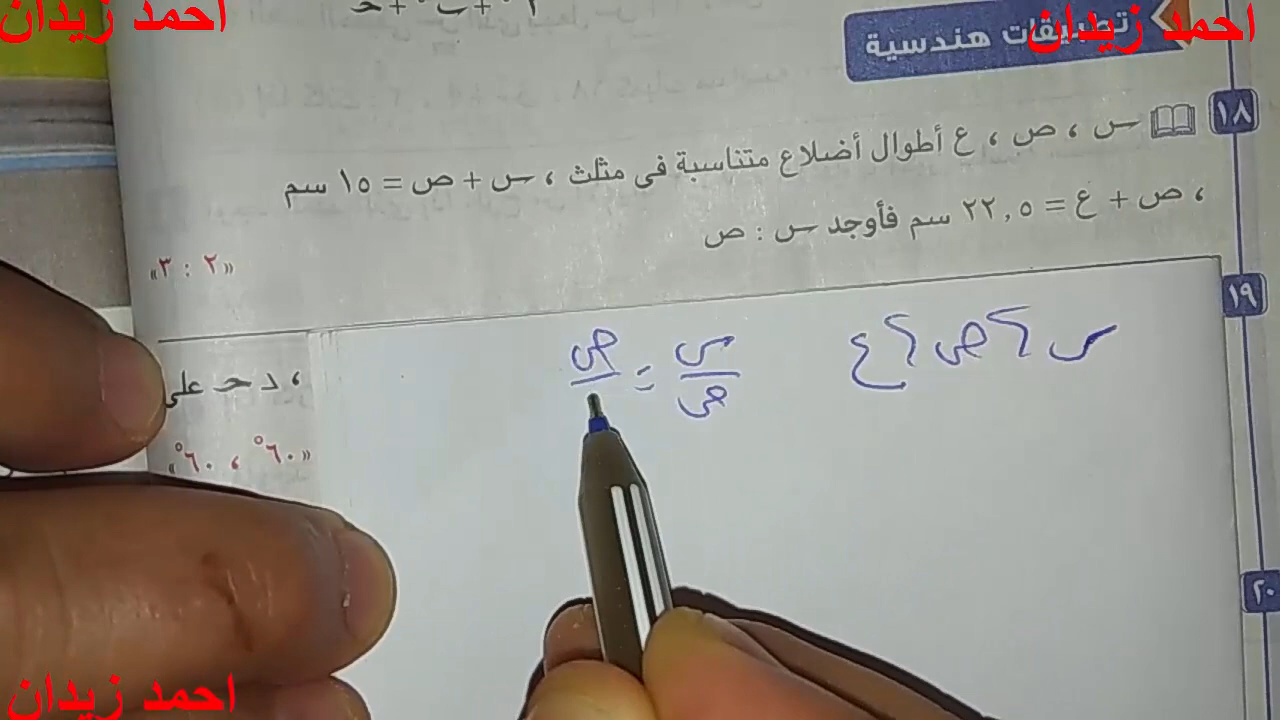 احمد زيدان
احمد زيدان
تطبيقات هندسية
١٨ س ، ص ، ع أطوال أضلاع متناسبة فى مثلث ، س + ص = ١٥ سم
، ص + ع = ٢٢,٥ سم فأوجد س : ص
«٢ : ٣»
١٩
س ، ص ، ع
س/ص = ص/
، د ح على
«٦٠° ، ٦٠°»
٢٠
احمد زيدان